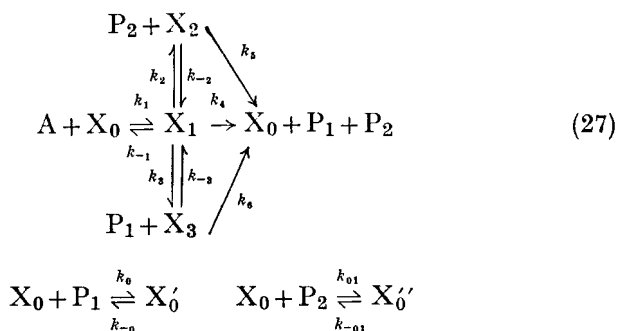 P₂ + X₂
k₅
k₂ k₋₂
k₁ k₄
A + X₀ ⇌ X₁ → X₀ + P₁ + P₂ (27)
k₋₁
k₃ k₋₃
k₆
P₁ + X₃
k₀ k₀₁
X₀ + P₁ ⇌ X₀′ X₀ + P₂ ⇌ X₀′′
k₋₀ k₋₀₁